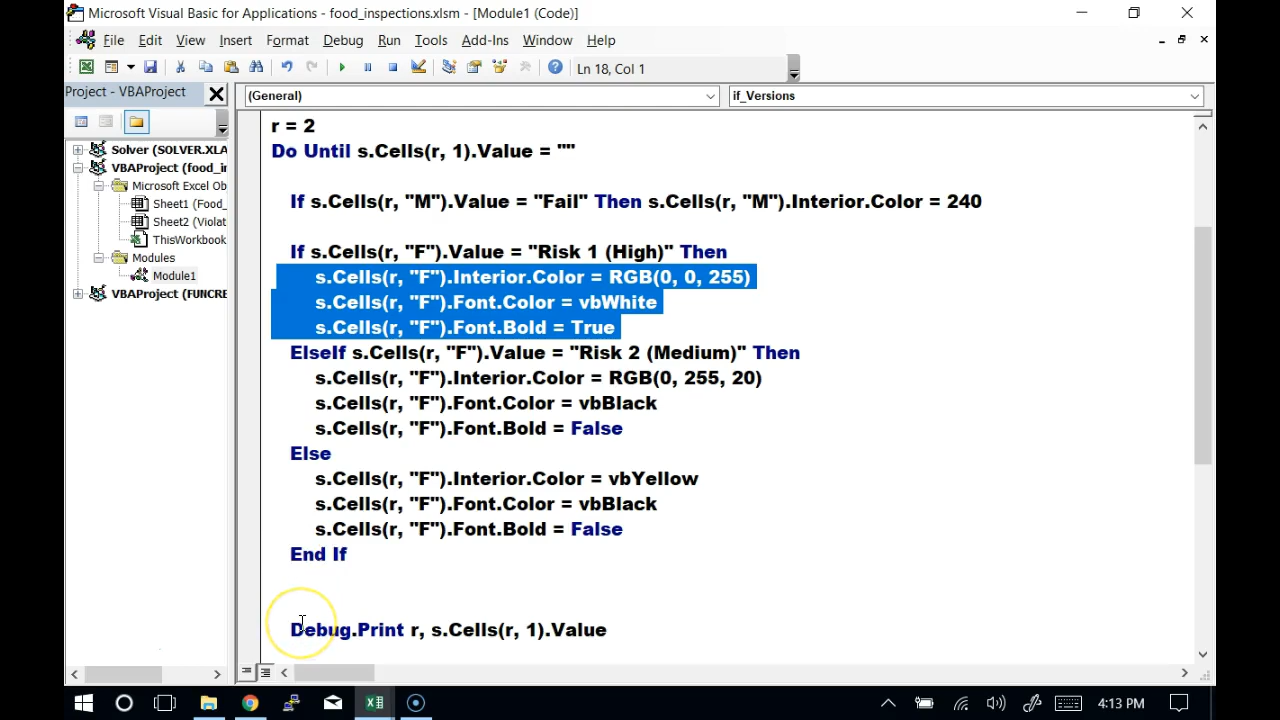 Microsoft Visual Basic for Applications - food_inspections.xlsm - [Module1 (Code)]
File Edit View Insert Format Debug Run Tools Add-Ins Window Help
Ln 18, Col 1
Project - VBAProject
(General) if_Versions
Solver (SOLVER.XLA
VBAProject (food_ir
Microsoft Excel Ob
Sheet1 (Food_
Sheet2 (Violat
ThisWorkbook
Modules
Module1
VBAProject (FUNCRE
r = 2
Do Until s.Cells(r, 1).Value = ""
If s.Cells(r, "M").Value = "Fail" Then s.Cells(r, "M").Interior.Color = 240
If s.Cells(r, "F").Value = "Risk 1 (High)" Then
s.Cells(r, "F").Interior.Color = RGB(0, 0, 255)
s.Cells(r, "F").Font.Color = vbWhite
s.Cells(r, "F").Font.Bold = True
ElseIf s.Cells(r, "F").Value = "Risk 2 (Medium)" Then
s.Cells(r, "F").Interior.Color = RGB(0, 255, 20)
s.Cells(r, "F").Font.Color = vbBlack
s.Cells(r, "F").Font.Bold = False
Else
s.Cells(r, "F").Interior.Color = vbYellow
s.Cells(r, "F").Font.Color = vbBlack
s.Cells(r, "F").Font.Bold = False
End If
Debug.Print r, s.Cells(r, 1).Value
4:13 PM